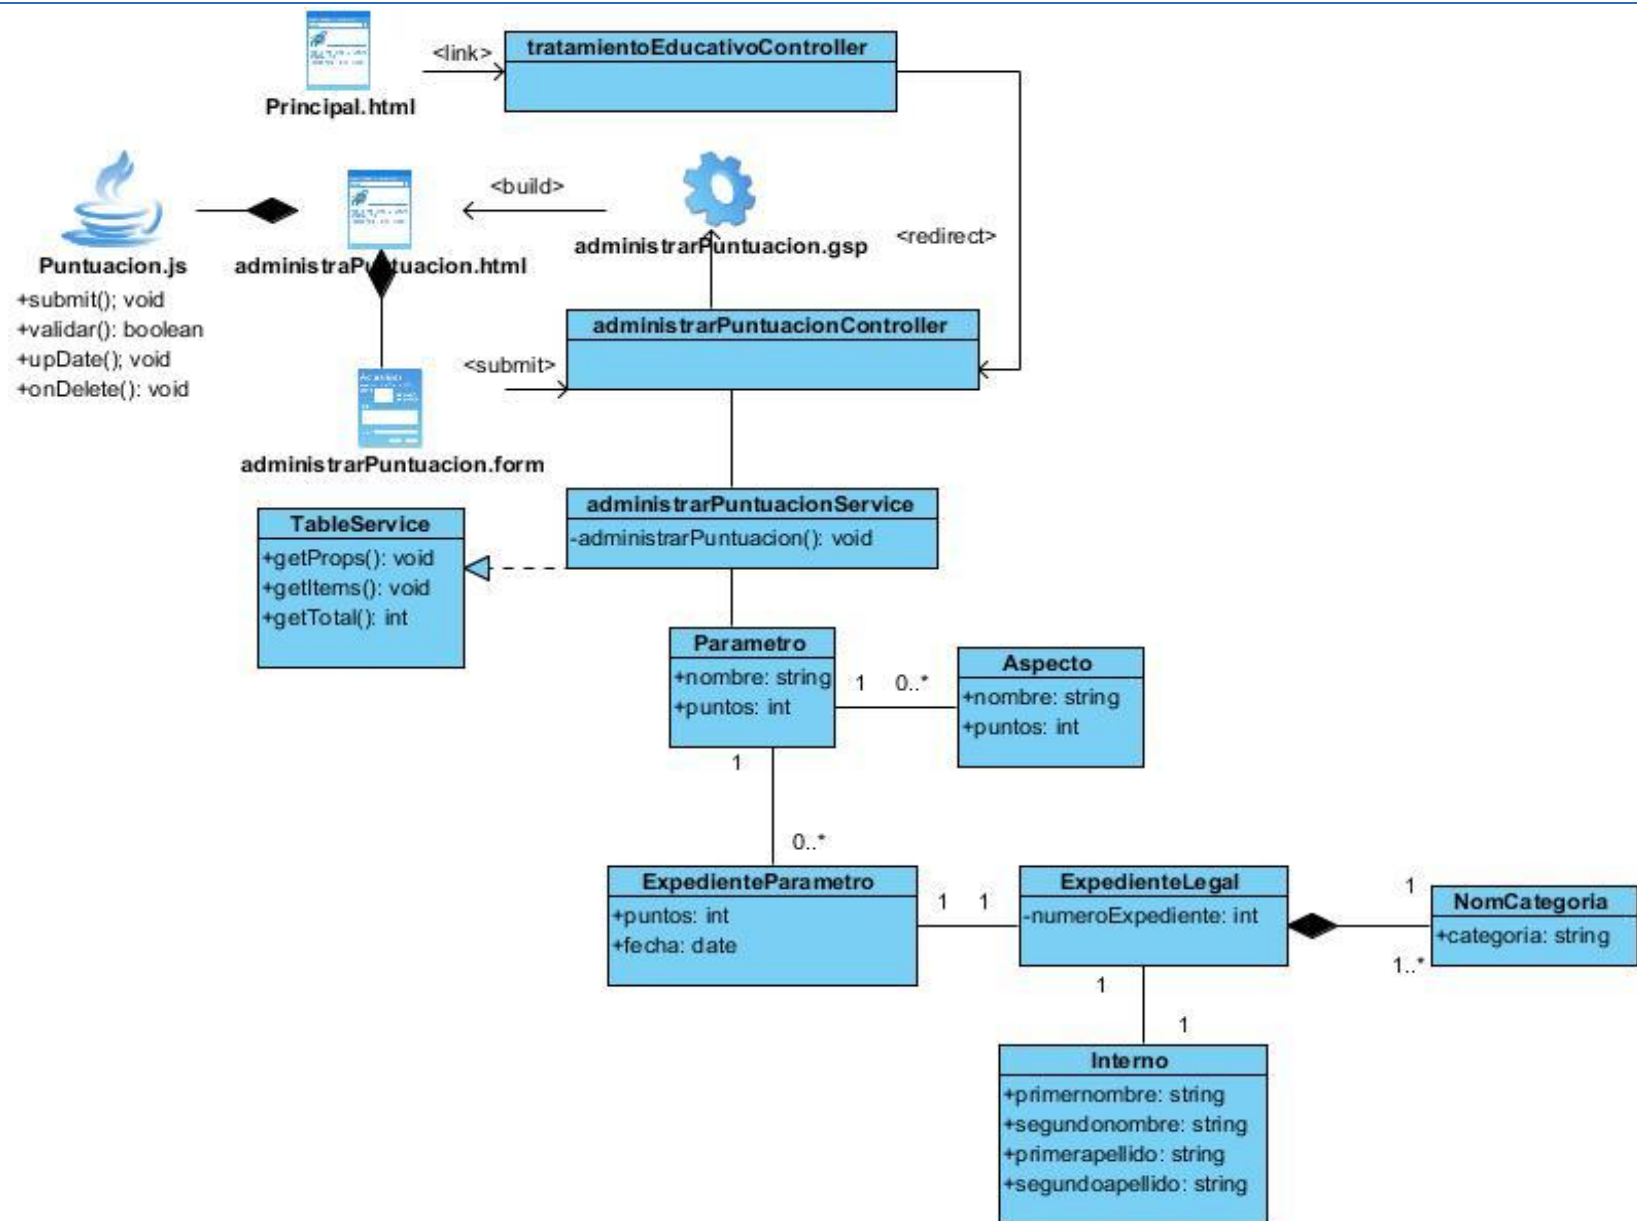 <link>
tratamientoEducativoController
Principal.html
<build>
<redirect>
Puntuacion.js
+submit(); void
+validar(): boolean
+upDate(); void
+onDelete(): void
administraPuntuacion.html
administrarPuntuacion.gsp
administrarPuntuacionController
<submit>
administrarPuntuacion.form
administrarPuntuacionService
-administrarPuntuacion(): void
TableService
+getProps(): void
+getItems(): void
+getTotal(): int
Parametro
+nombre: string
+puntos: int
1
0..*
Aspecto
+nombre: string
+puntos: int
1
0..*
ExpedienteParametro
+puntos: int
+fecha: date
1
1
ExpedienteLegal
-numeroExpediente: int
1
1..*
NomCategoria
+categoria: string
1
1
Interno
+primernombre: string
+segundonombre: string
+primerapellido: string
+segundoapellido: string